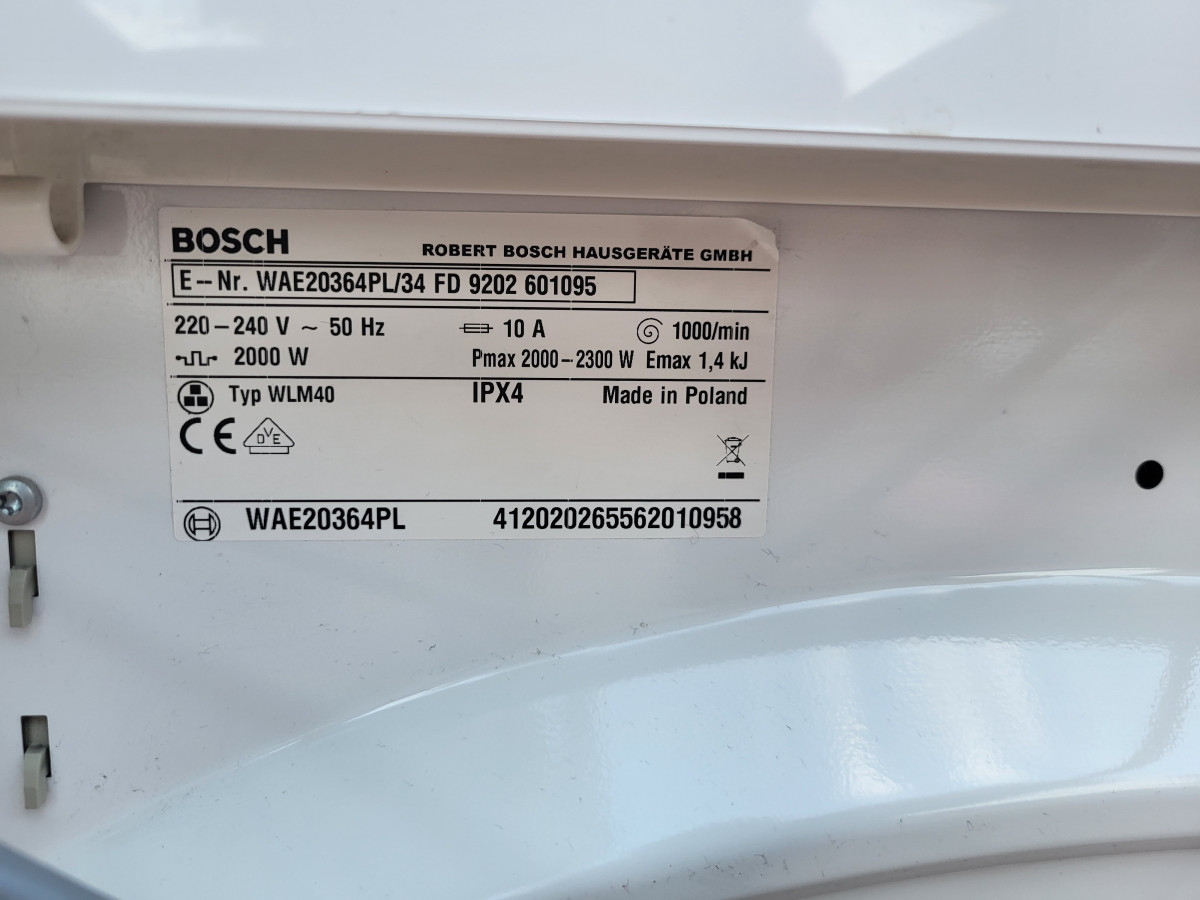 BOSCH ROBERT BOSCH HAUSGERÄTE GMBH
E-Nr. WAE20364PL/34 FD 9202 601095
220-240 V ~ 50 Hz 10 A 1000/min
2000 W Pmax 2000-2300 W Emax 1,4 kJ
Typ WLM40 IPX4 Made in Poland
CE DVE
WAE20364PL 412020265562010958